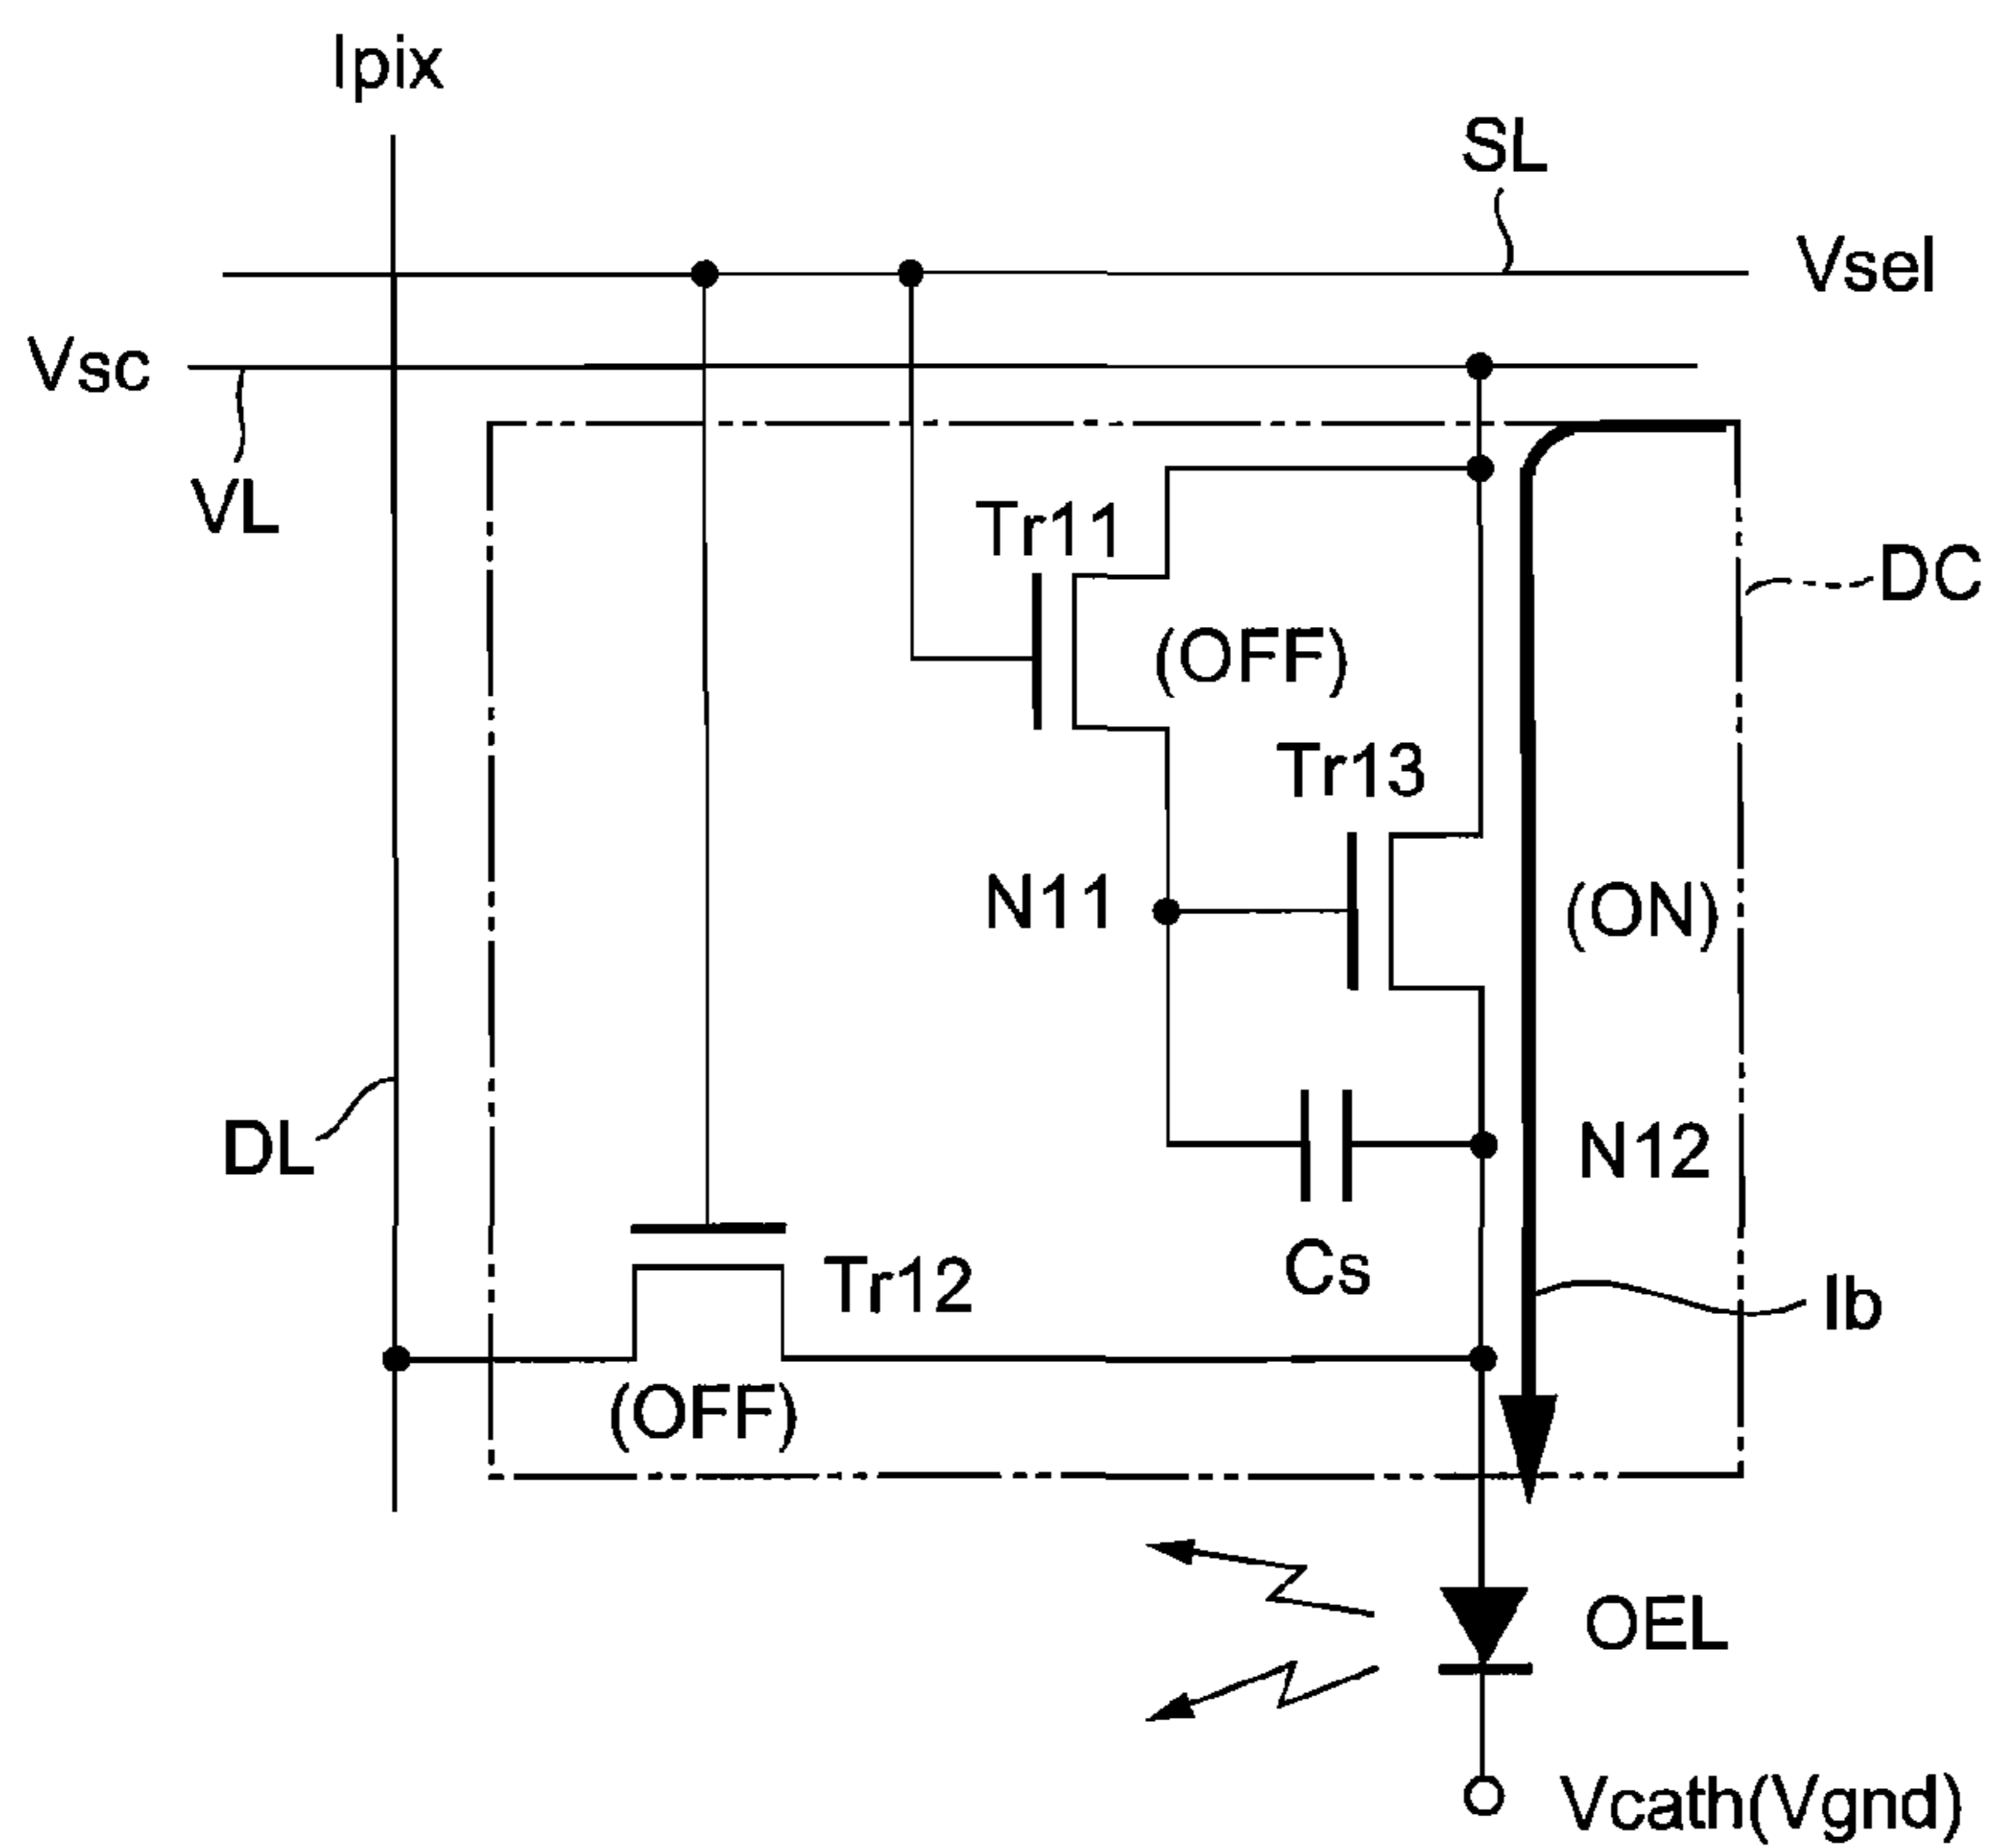 Ipix
SL
Vsel
Vsc
VL
Tr11
DC
(OFF)
Tr13
N11
(ON)
DL
N12
Cs
Tr12
Ib
(OFF)
OEL
Vcath(Vgnd)